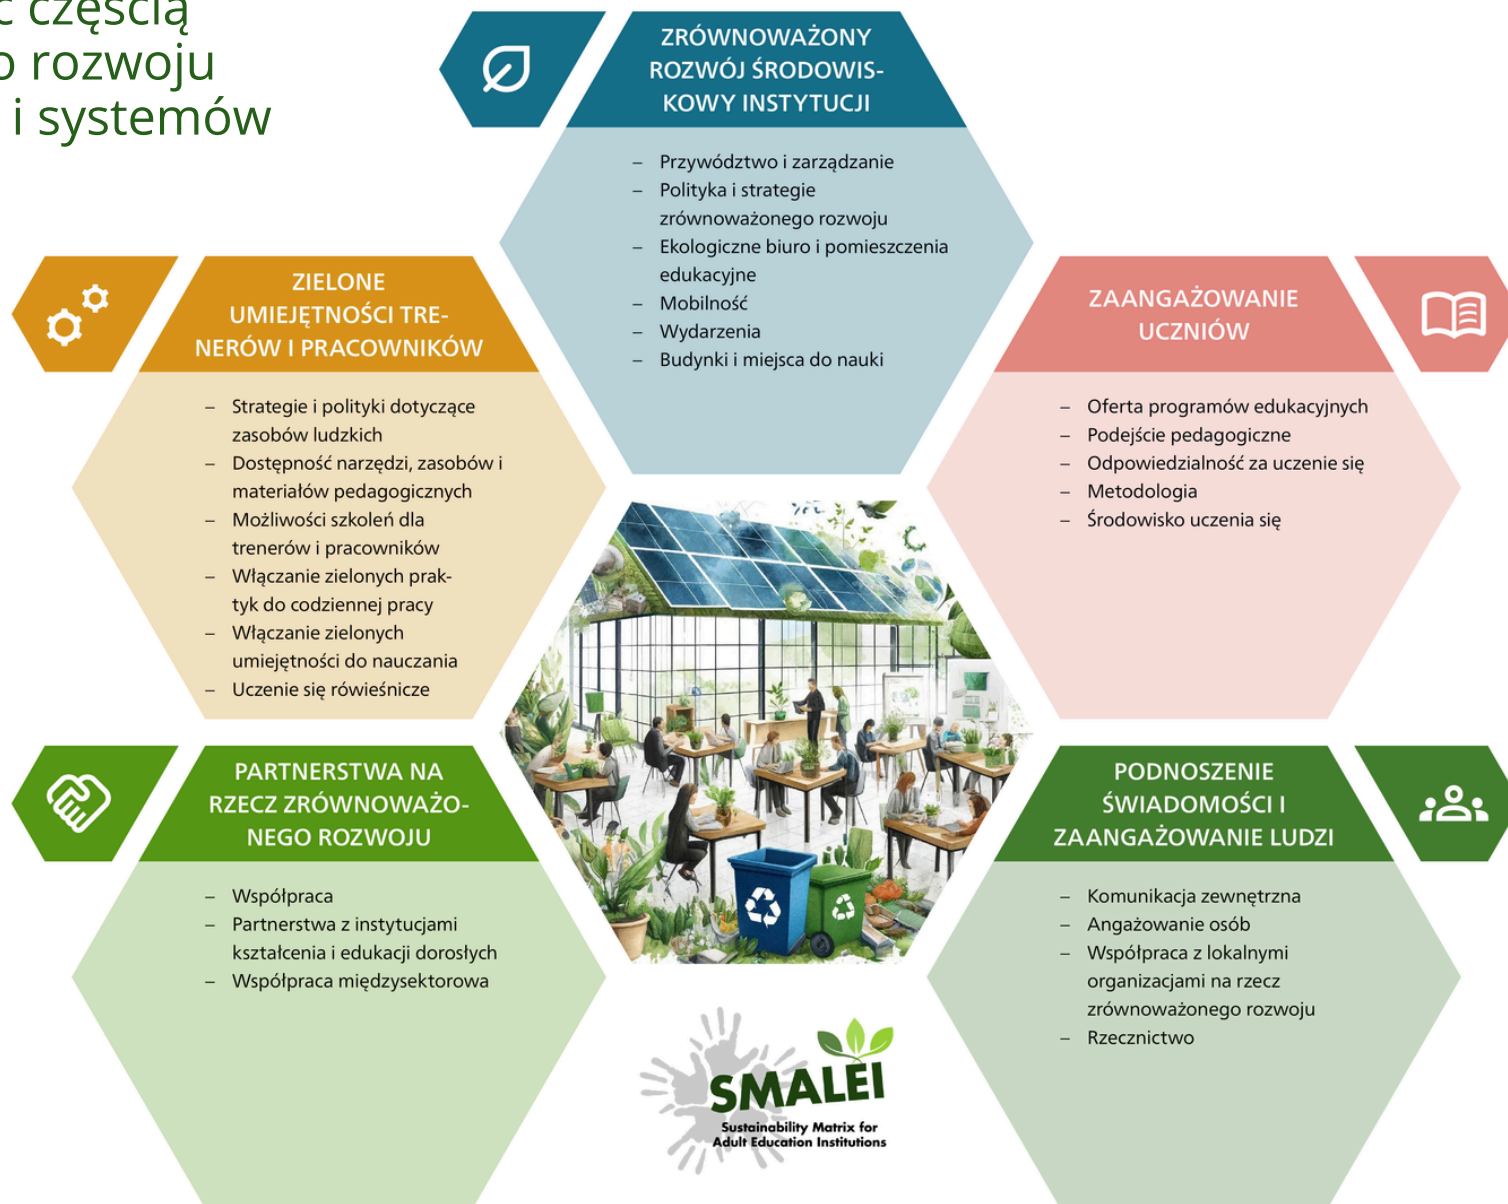 częścią
rozwoju
i systemów
ZRÓWNOWAŻONY
ROZWÓJ ŚRODOWIS-
KOWY INSTYTUCJI
– Przywództwo i zarządzanie
– Polityka i strategie
zrównoważonego rozwoju
– Ekologiczne biuro i pomieszczenia
edukacyjne
– Mobilność
– Wydarzenia
– Budynki i miejsca do nauki
ZIELONE
UMIEJĘTNOŚCI TRE-
NERÓW I PRACOWNIKÓW
– Strategie i polityki dotyczące
zasobów ludzkich
– Dostępność narzędzi, zasobów i
materiałów pedagogicznych
– Możliwości szkoleń dla
trenerów i pracowników
– Włączanie zielonych prak-
tyk do codziennej pracy
– Włączanie zielonych
umiejętności do nauczania
– Uczenie się rówieśnicze
ZAANGAŻOWANIE
UCZNIÓW
– Oferta programów edukacyjnych
– Podejście pedagogiczne
– Odpowiedzialność za uczenie się
– Metodologia
– Środowisko uczenia się
PARTNERSTWA NA
RZECZ ZRÓWNOWAŻO-
NEGO ROZWOJU
– Współpraca
– Partnerstwa z instytucjami
kształcenia i edukacji dorosłych
– Współpraca międzysektorowa
PODNOSZENIE
ŚWIADOMOŚCI I
ZAANGAŻOWANIE LUDZI
– Komunikacja zewnętrzna
– Angażowanie osób
– Współpraca z lokalnymi
organizacjami na rzecz
zrównoważonego rozwoju
– Rzecznictwo
SMALEI
Sustainability Matrix for
Adult Education Institutions